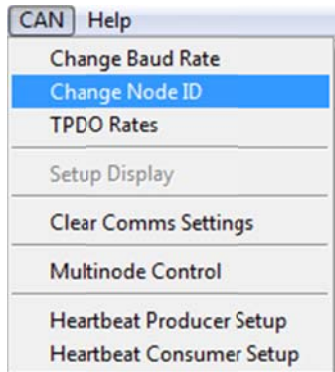 CAN Help
Change Baud Rate
Change Node ID
TPDO Rates
Setup Display
Clear Comms Settings
Multinode Control
Heartbeat Producer Setup
Heartbeat Consumer Setup